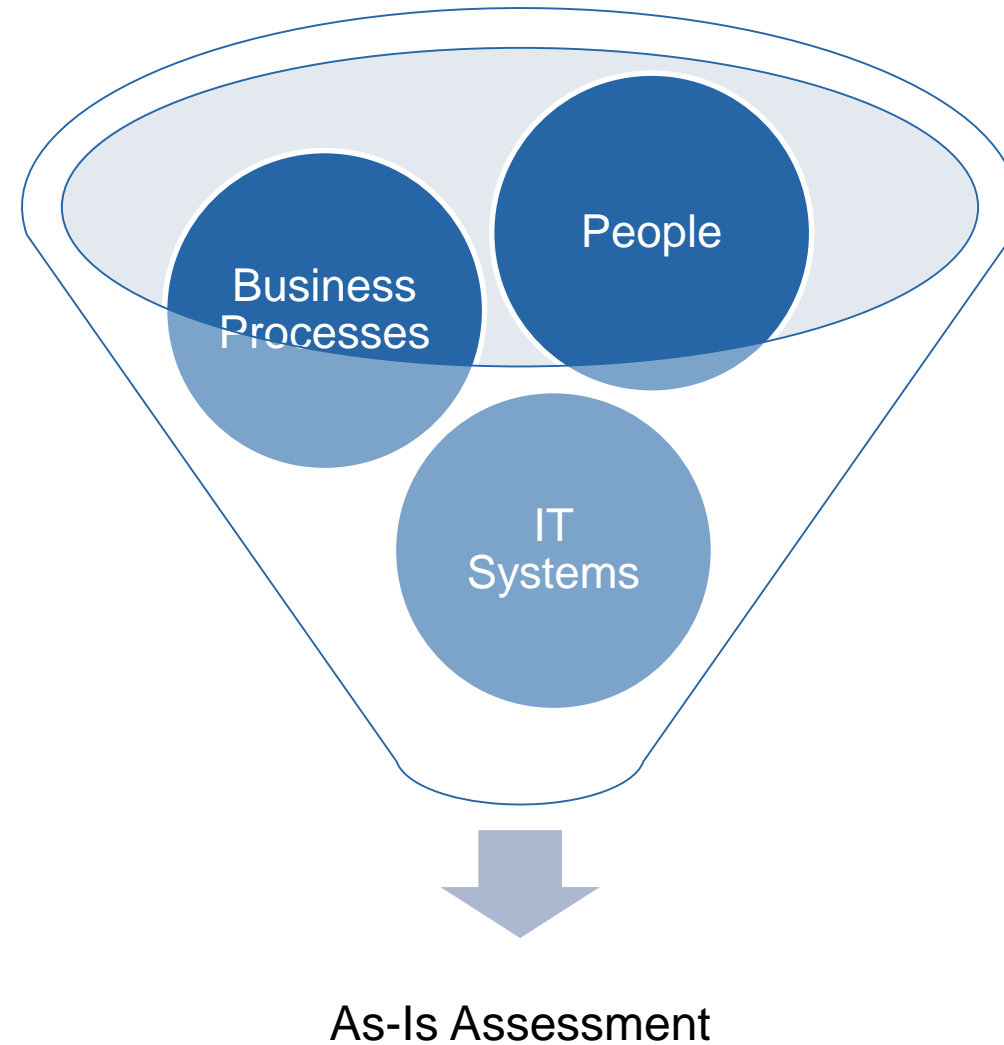 People
Business
Processes
IT
Systems
As-Is Assessment